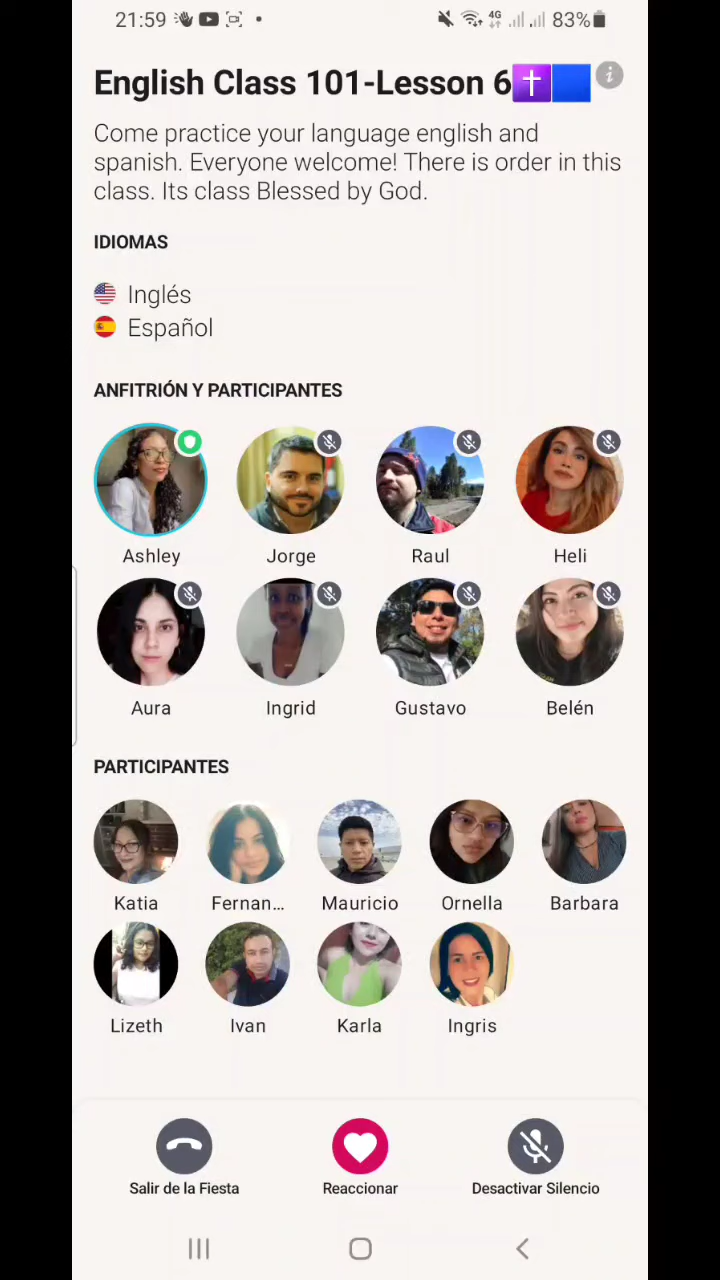 21:59 4G 83%
English Class 101-Lesson 6
Come practice your language english and
spanish. Everyone welcome! There is order in this
class. Its class Blessed by God.
IDIOMAS
Inglés
Español
ANFITRIÓN Y PARTICIPANTES
Ashley Jorge Raul Heli
Aura Ingrid Gustavo Belén
PARTICIPANTES
Katia Fernan... Mauricio Ornella Barbara
Lizeth Ivan Karla Ingris
Salir de la Fiesta Reaccionar Desactivar Silencio